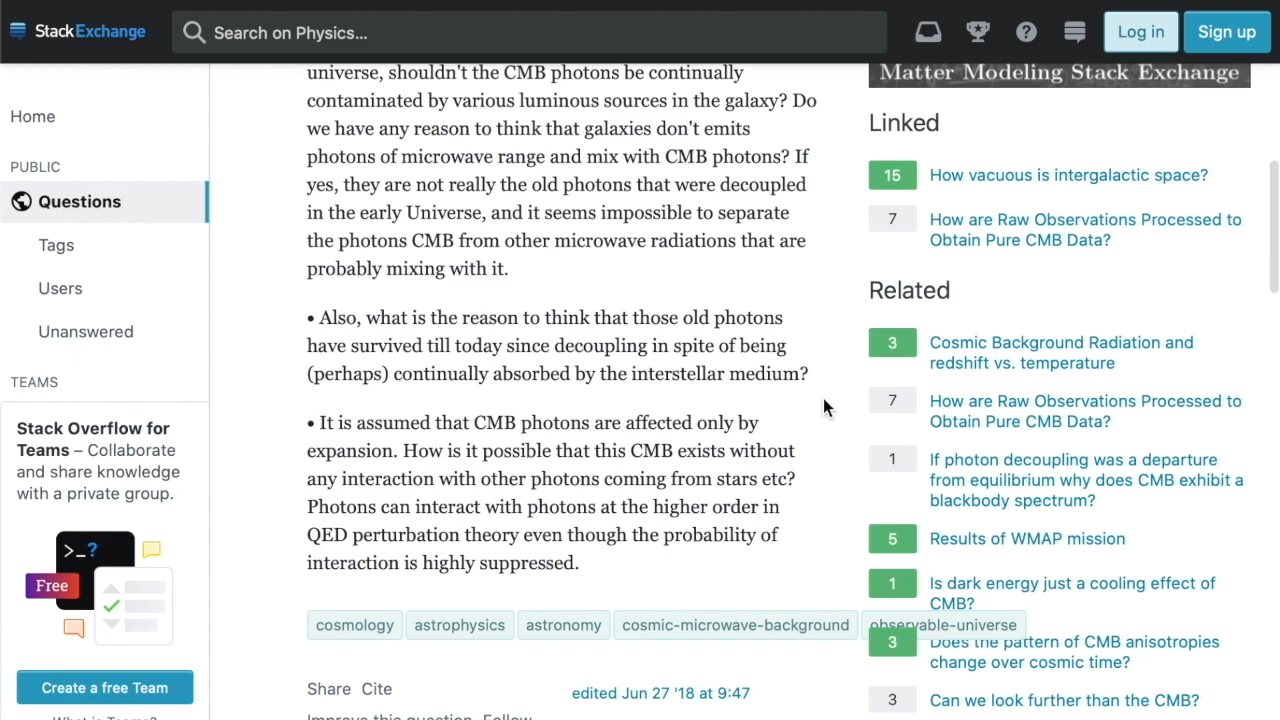 StackExchange
Search on Physics...
Log in
Sign up
Home
PUBLIC
Questions
Tags
Users
Unanswered
TEAMS
Stack Overflow for
Teams – Collaborate
and share knowledge
with a private group.
>_?
Free
Create a free Team
What is Teams?
universe, shouldn't the CMB photons be continually
contaminated by various luminous sources in the galaxy? Do
we have any reason to think that galaxies don't emits
photons of microwave range and mix with CMB photons? If
yes, they are not really the old photons that were decoupled
in the early Universe, and it seems impossible to separate
the photons CMB from other microwave radiations that are
probably mixing with it.
• Also, what is the reason to think that those old photons
have survived till today since decoupling in spite of being
(perhaps) continually absorbed by the interstellar medium?
• It is assumed that CMB photons are affected only by
expansion. How is it possible that this CMB exists without
any interaction with other photons coming from stars etc?
Photons can interact with photons at the higher order in
QED perturbation theory even though the probability of
interaction is highly suppressed.
cosmology astrophysics astronomy cosmic-microwave-background observable-universe
Share Cite
Improve this question Follow
edited Jun 27 '18 at 9:47
Matter Modeling Stack Exchange
Linked
15 How vacuous is intergalactic space?
7 How are Raw Observations Processed to
Obtain Pure CMB Data?
Related
3 Cosmic Background Radiation and
redshift vs. temperature
7 How are Raw Observations Processed to
Obtain Pure CMB Data?
1 If photon decoupling was a departure
from equilibrium why does CMB exhibit a
blackbody spectrum?
5 Results of WMAP mission
1 Is dark energy just a cooling effect of
CMB?
3 Does the pattern of CMB anisotropies
change over cosmic time?
3 Can we look further than the CMB?